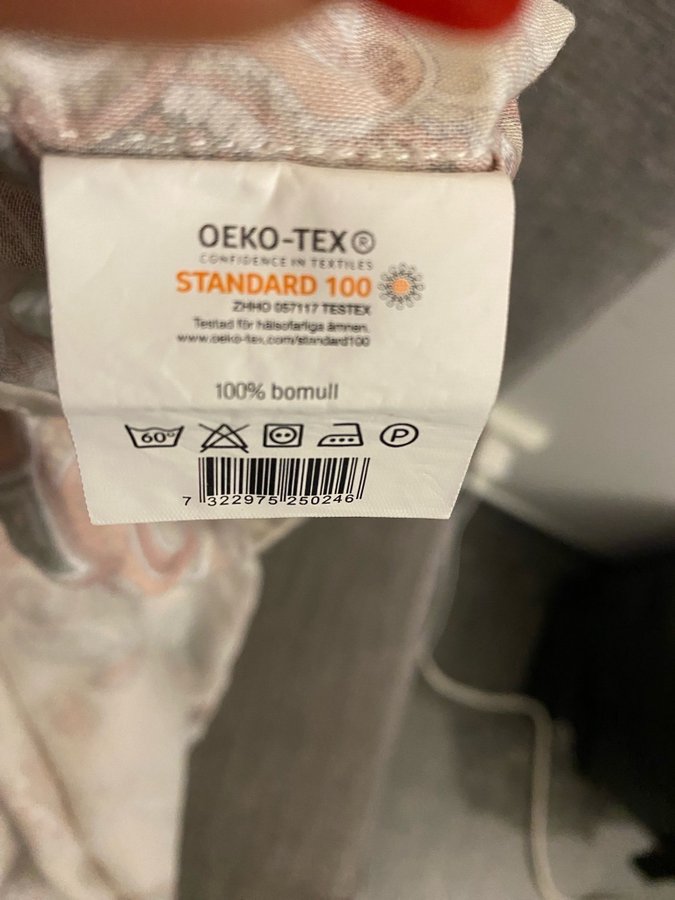 OEKO-TEX®
CONFIDENCE IN TEXTILES
STANDARD 100
ZHHO 057117 TESTEX
Testad för hälsofarliga ämnen.
www.oeko-tex.com/standard100
100% bomull
60° P
7 322975 250246